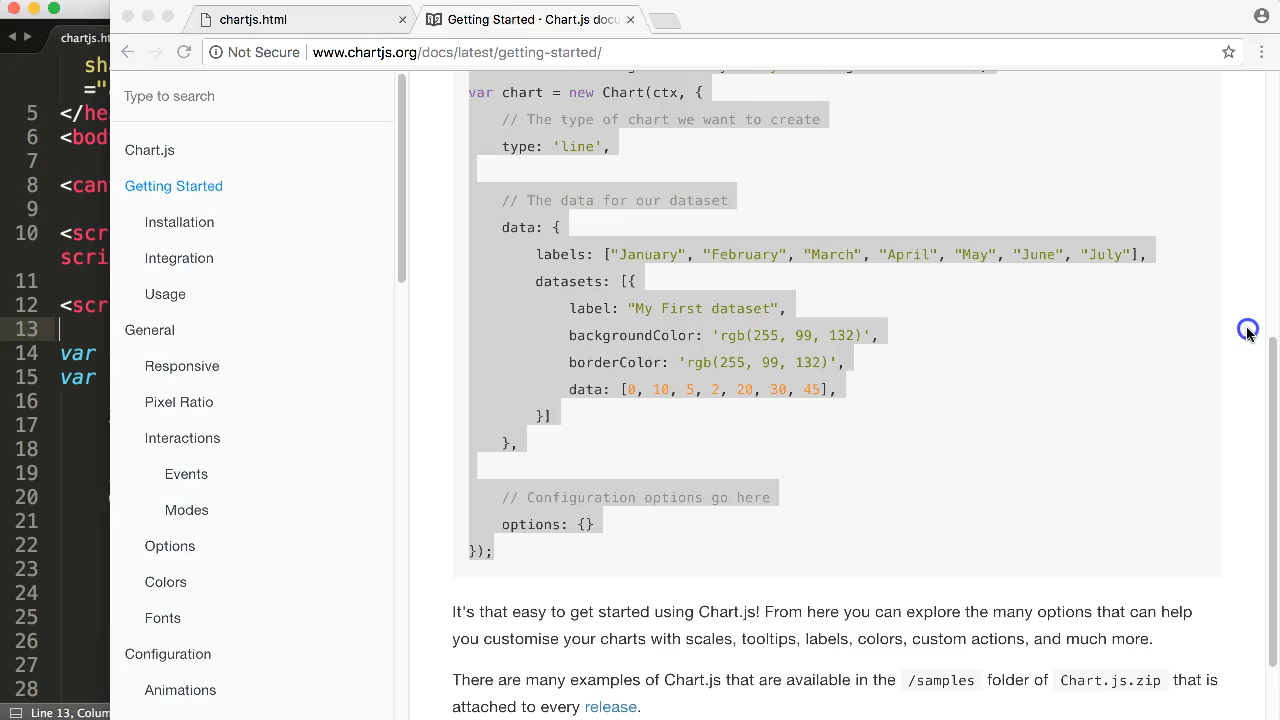 chartjs.html
Getting Started · Chart.js docu
Not Secure
www.chartjs.org/docs/latest/getting-started/
chartjs.h
sh
="
5 </he
6 <bod
7
8 <can
9
10 <scr
scri
11
12 <scr
13
14 var
15 var
16
17
18
19
20
21
22
23
24
25
26
27
28
Line 13, Colum
Type to search
Chart.js
Getting Started
Installation
Integration
Usage
General
Responsive
Pixel Ratio
Interactions
Events
Modes
Options
Colors
Fonts
Configuration
Animations
var chart = new Chart(ctx, {
// The type of chart we want to create
type: 'line',
// The data for our dataset
data: {
labels: ["January", "February", "March", "April", "May", "June", "July"],
datasets: [{
label: "My First dataset",
backgroundColor: 'rgb(255, 99, 132)',
borderColor: 'rgb(255, 99, 132)',
data: [0, 10, 5, 2, 20, 30, 45],
}]
},
// Configuration options go here
options: {}
});
It's that easy to get started using Chart.js! From here you can explore the many options that can help
you customise your charts with scales, tooltips, labels, colors, custom actions, and much more.
There are many examples of Chart.js that are available in the /samples folder of Chart.js.zip that is
attached to every release.